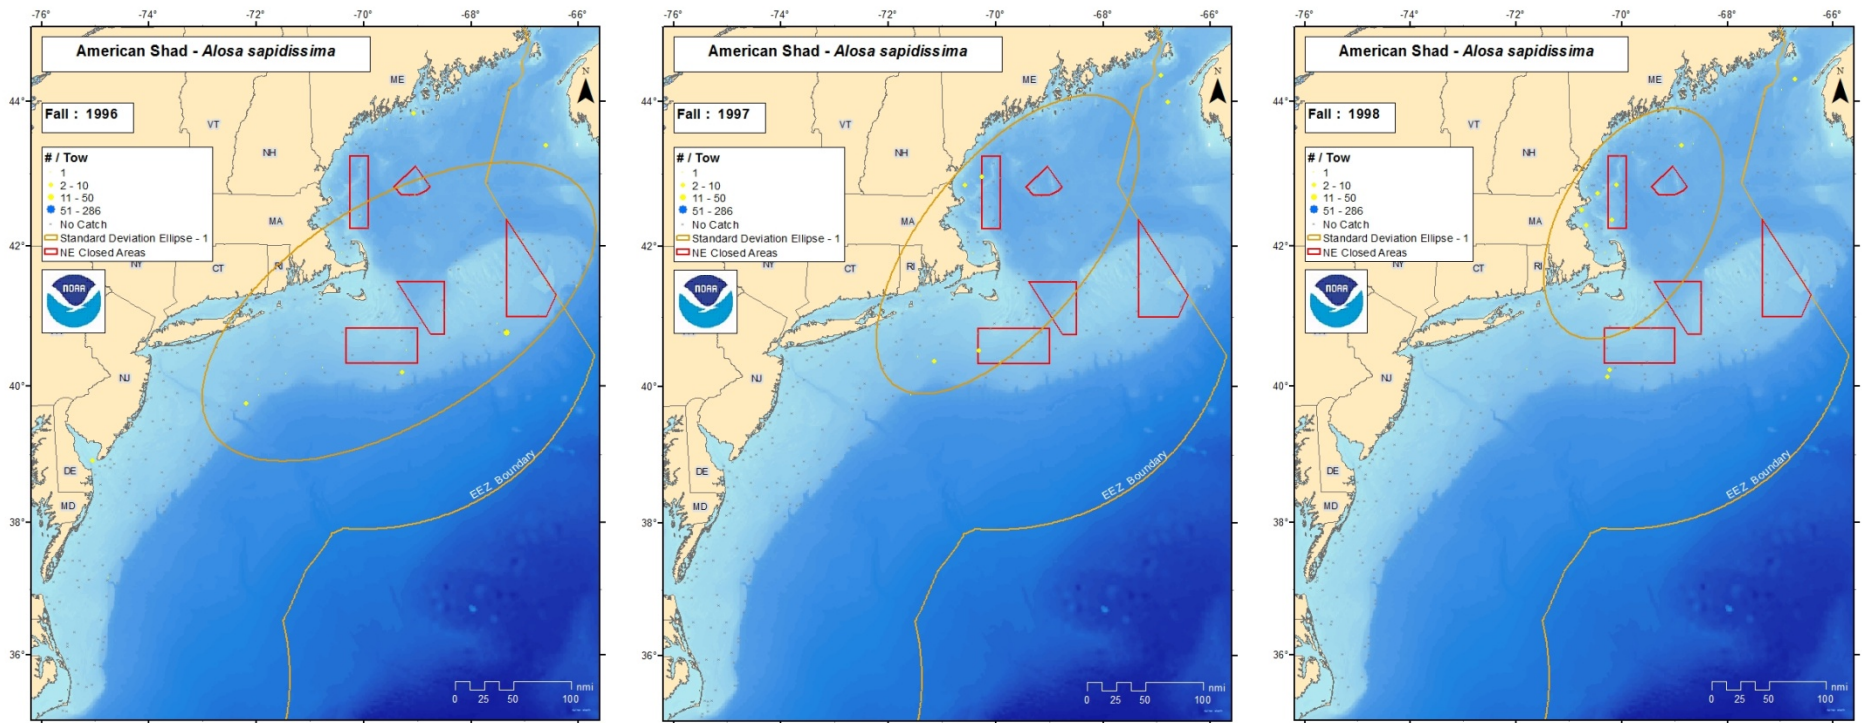 -76 -74 -72 -70 -68 -66
American Shad - Alosa sapidissima
N
ME
44°
Fall : 1996
VT
# / Tow
NH
1
2 - 10
11 - 50
51 - 286
No Catch
MA
Standard Deviation Ellipse - 1
NE Closed Areas
42°
NY
CT
RI
NOAA
NJ
40°
DE
MD
EEZ Boundary
38°
36°
0 25 50 100
nmi
-76 -74 -72 -70 -68 -66
American Shad - Alosa sapidissima
N
ME
44°
Fall : 1997
VT
# / Tow
NH
1
2 - 10
11 - 50
51 - 286
No Catch
MA
Standard Deviation Ellipse - 1
NE Closed Areas
42°
NY
CT
RI
NOAA
NJ
40°
DE
MD
EEZ Boundary
38°
36°
0 25 50 100
nmi
-76 -74 -72 -70 -68 -66
American Shad - Alosa sapidissima
N
ME
44°
Fall : 1998
VT
# / Tow
NH
1
2 - 10
11 - 50
51 - 286
No Catch
MA
Standard Deviation Ellipse - 1
NE Closed Areas
42°
NY
CT
RI
NOAA
NJ
40°
DE
MD
EEZ Boundary
38°
36°
0 25 50 100
nmi